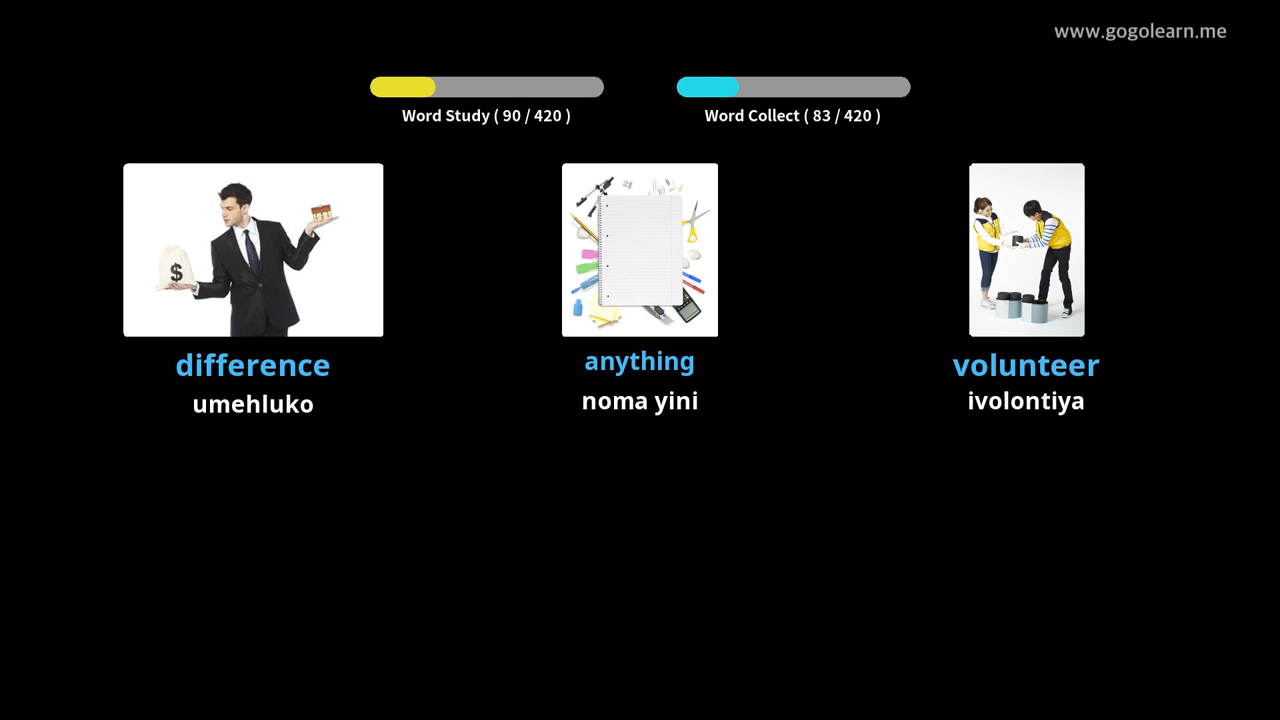 www.gogolearn.me
Word Study ( 90 / 420 )
Word Collect ( 83 / 420 )
$
difference
umehluko
anything
noma yini
volunteer
ivolontiya